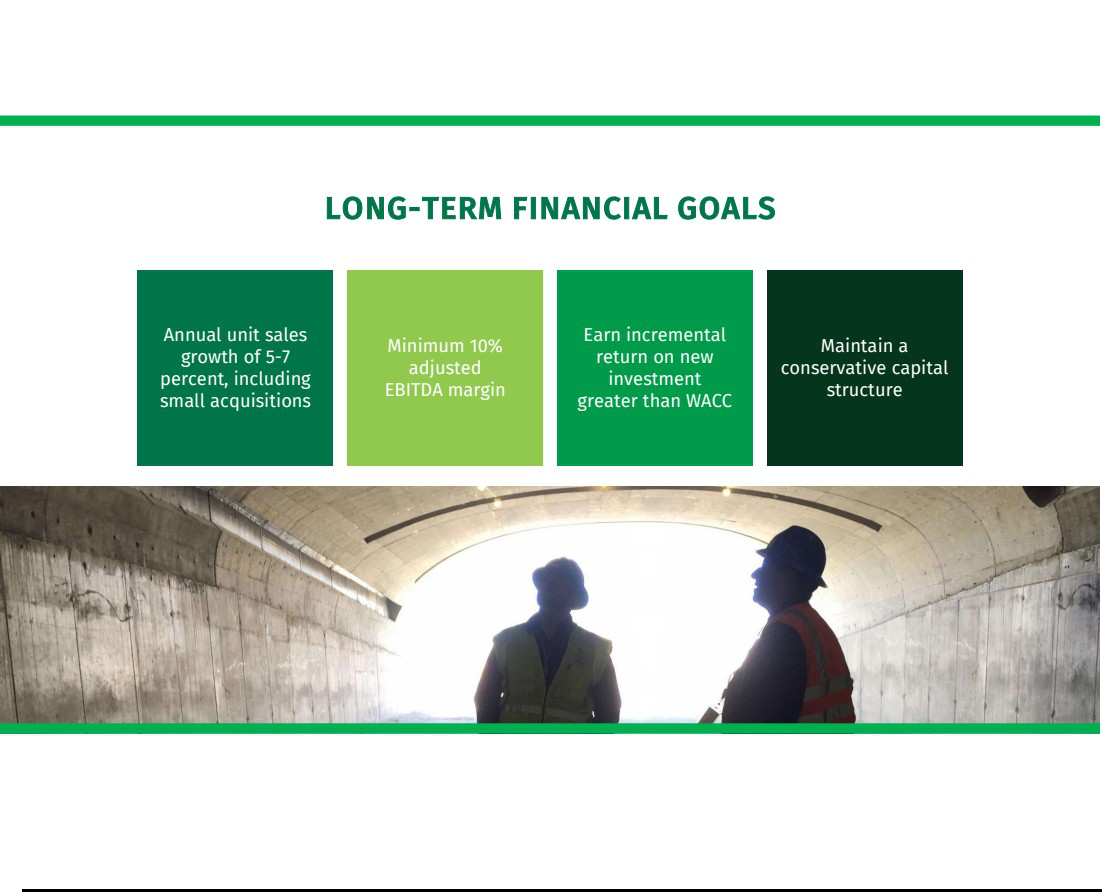 LONG-TERM FINANCIAL GOALS
Annual unit sales
growth of 5-7
percent, including
small acquisitions
Minimum 10%
adjusted
EBITDA margin
Earn incremental
return on new
investment
greater than WACC
Maintain a
conservative capital
structure